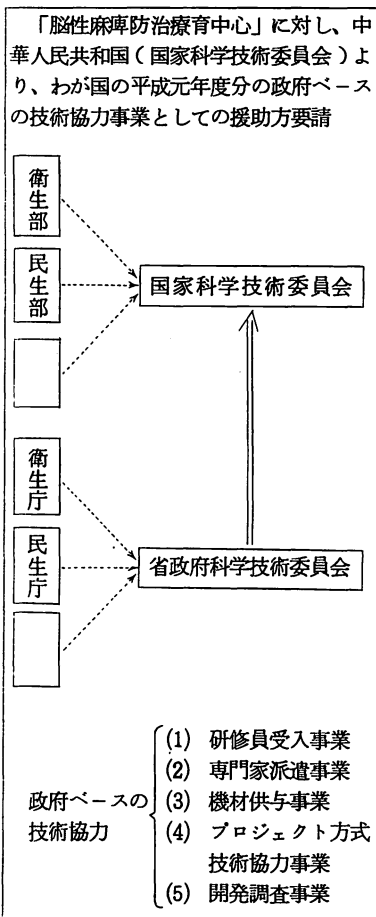 「脳性麻痺防治療育中心」に対し、中
華人民共和国(国家科学技術委員会)よ
り、わが国の平成元年度分の政府ベース
の技術協力事業としての援助方要請
衛生部
民生部
国家科学技術委員会
衛生庁
民生庁
省政府科学技術委員会
政府ベースの
技術協力
(1) 研修員受入事業
(2) 専門家派遣事業
(3) 機材供与事業
(4) プロジェクト方式
技術協力事業
(5) 開発調査事業